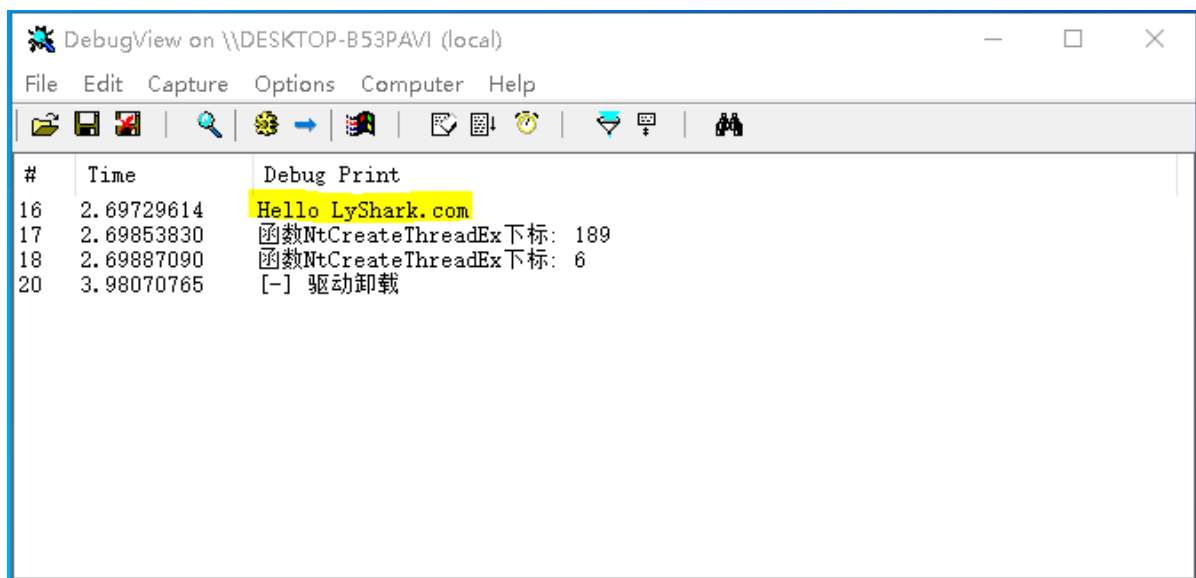 DebugView on \\DESKTOP-B53PAVI (local)
File Edit Capture Options Computer Help
# Time Debug Print
16 2.69729614 Hello LyShark.com
17 2.69853830 函数NtCreateThreadEx下标: 189
18 2.69887090 函数NtCreateThreadEx下标: 6
20 3.98070765 [-] 驱动卸载